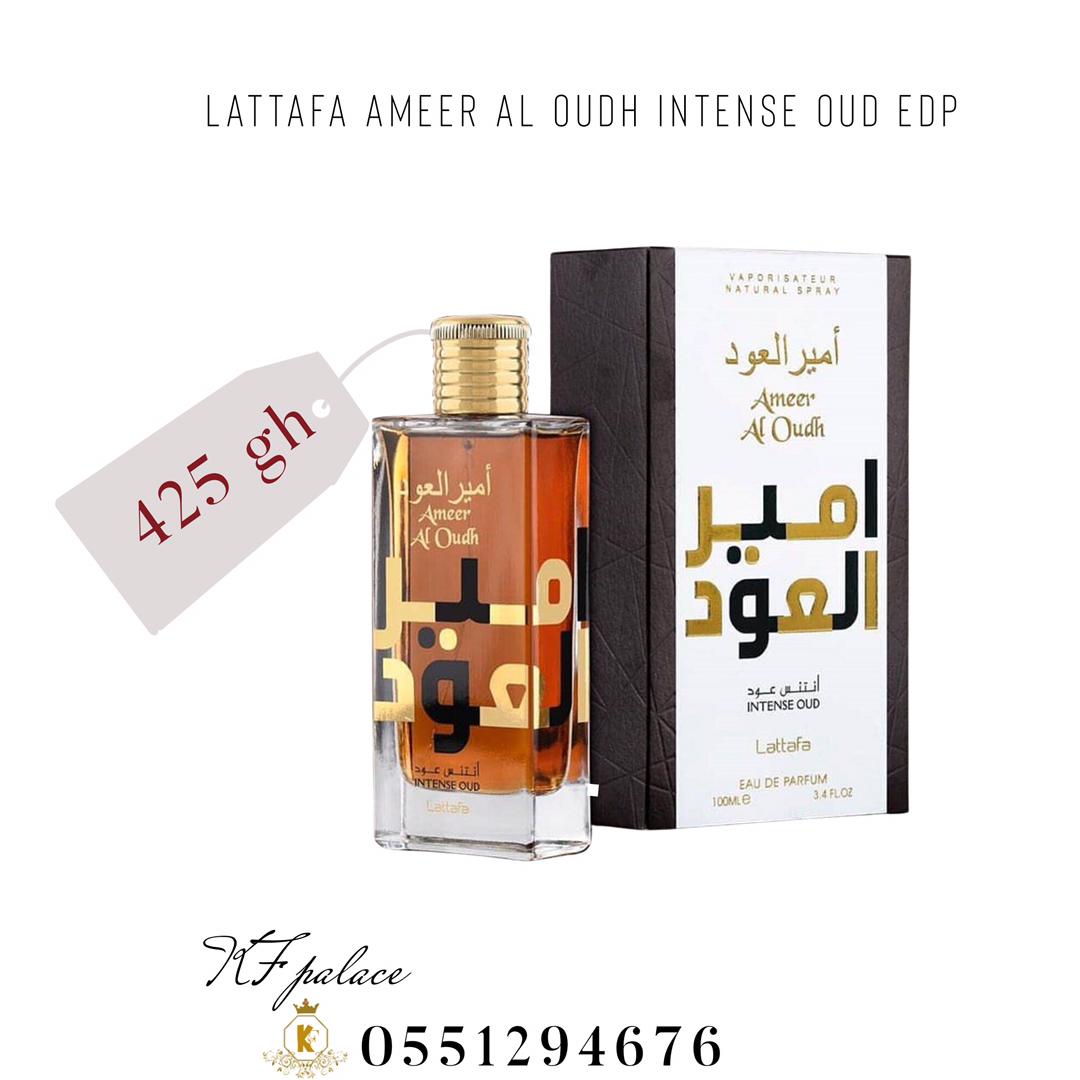 LATTAFA AMEER AL OUDH INTENSE OUD EDP
425 gh
أمير العود
Ameer
Al Oudh
امير
العود
أنتنس عود
INTENSE OUD
Lattafa
VAPORISATEUR
NATURAL SPRAY
أمير العود
Ameer
Al Oudh
امير
العود
أنتنس عود
INTENSE OUD
Lattafa
EAU DE PARFUM
100ML e 3.4 FL.OZ
KF palace
KF
0551294676